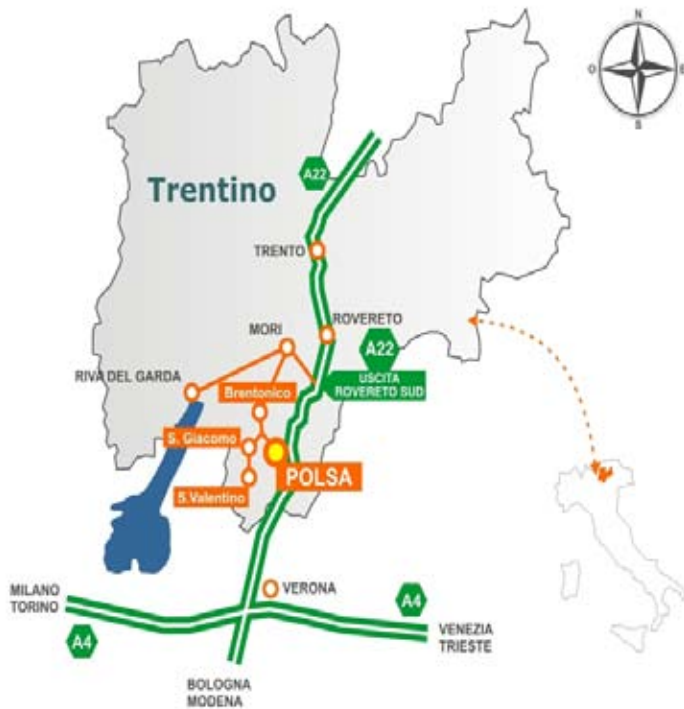 N
O
E
S
A22
Trentino
TRENTO
ROVERETO
MORI
A22
RIVA DEL GARDA
USCITA
ROVERETO SUD
Brentonico
S. Giacomo
POLSA
S.Valentino
VERONA
MILANO
TORINO
A4
A4
VENEZIA
TRIESTE
BOLOGNA
MODENA